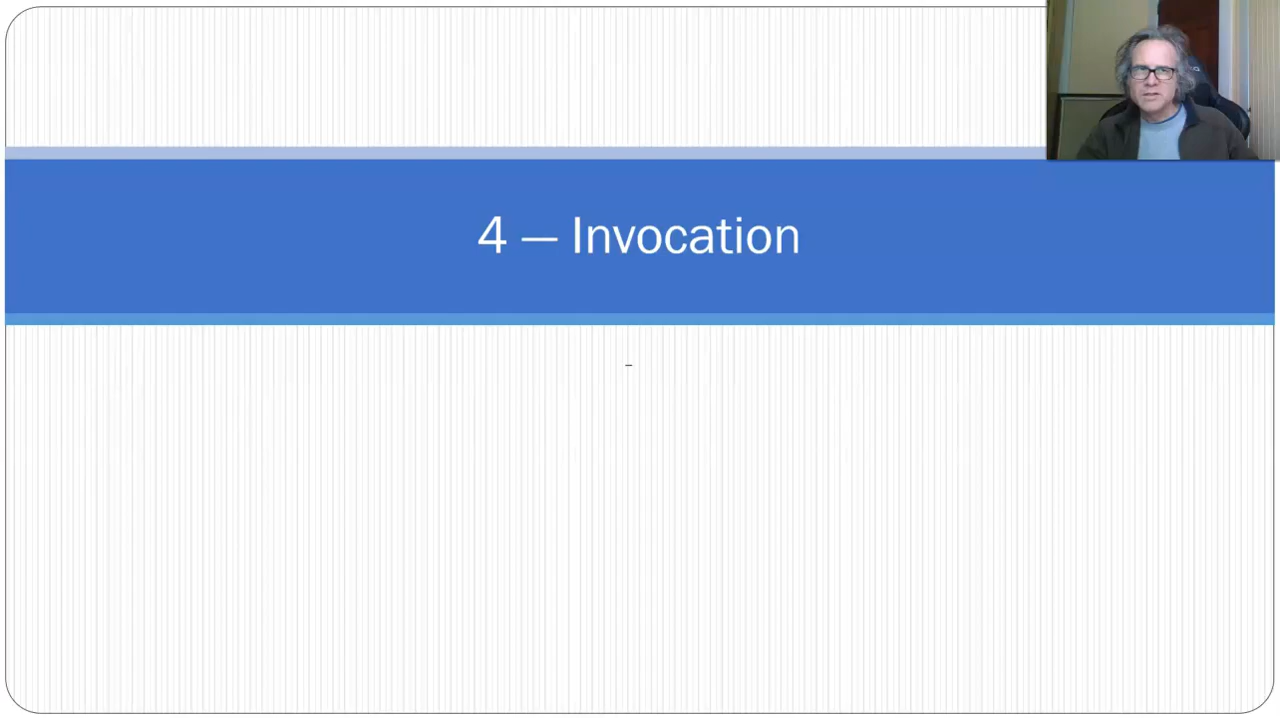 4 — Invocation
–